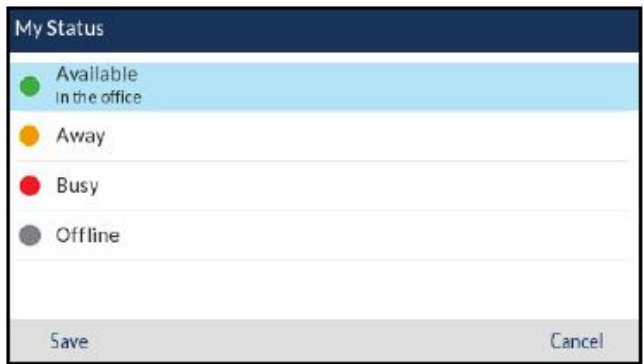 My Status
Available
In the office
Away
Busy
Offline
Save
Cancel